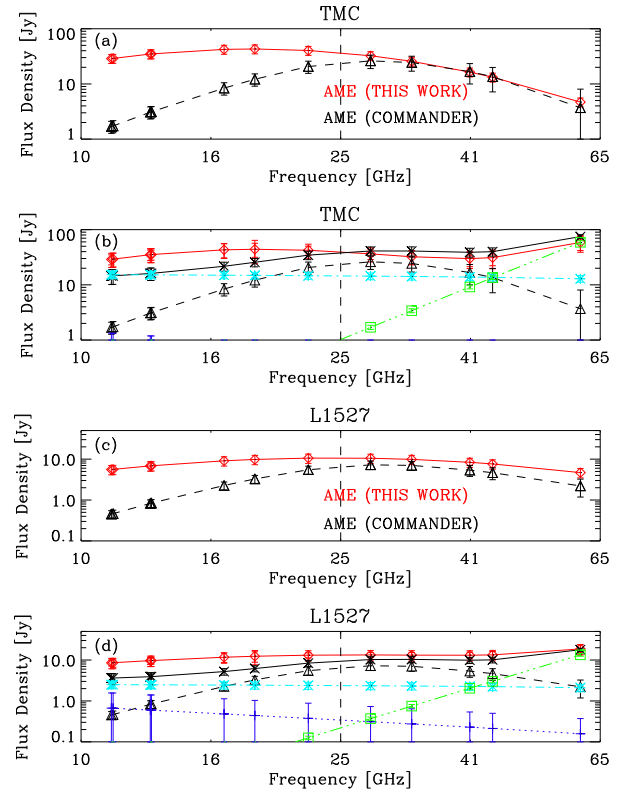 TMC
(a)
100
10
1
Flux Density [Jy]
AME (THIS WORK)
AME (COMMANDER)
10 16 25 41 65
Frequency [GHz]
TMC
(b)
100
10
1
Flux Density [Jy]
10 16 25 41 65
Frequency [GHz]
L1527
(c)
10.0
1.0
0.1
Flux Density [Jy]
AME (THIS WORK)
AME (COMMANDER)
10 16 25 41 65
Frequency [GHz]
L1527
(d)
10.0
1.0
0.1
Flux Density [Jy]
10 16 25 41 65
Frequency [GHz]